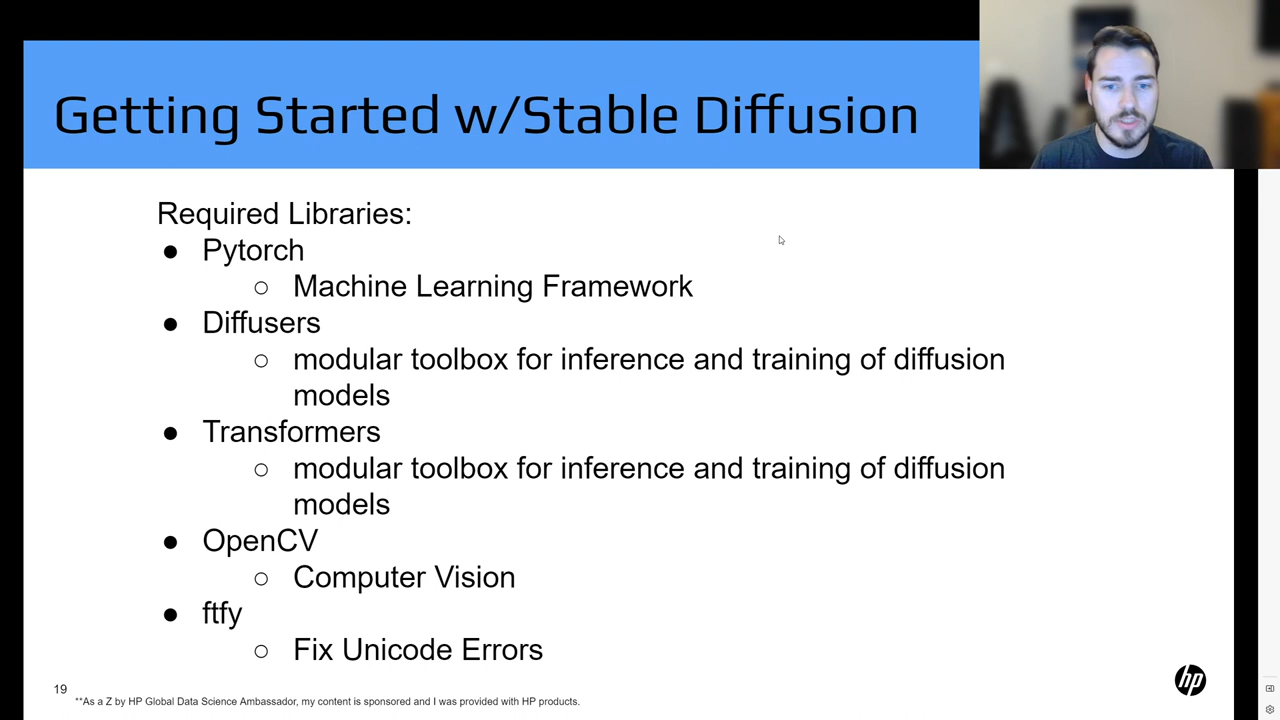 Getting Started w/Stable Diffusion
Required Libraries:
● Pytorch
○ Machine Learning Framework
● Diffusers
○ modular toolbox for inference and training of diffusion
models
● Transformers
○ modular toolbox for inference and training of diffusion
models
● OpenCV
○ Computer Vision
● ftfy
○ Fix Unicode Errors
19
**As a Z by HP Global Data Science Ambassador, my content is sponsored and I was provided with HP products.
hp